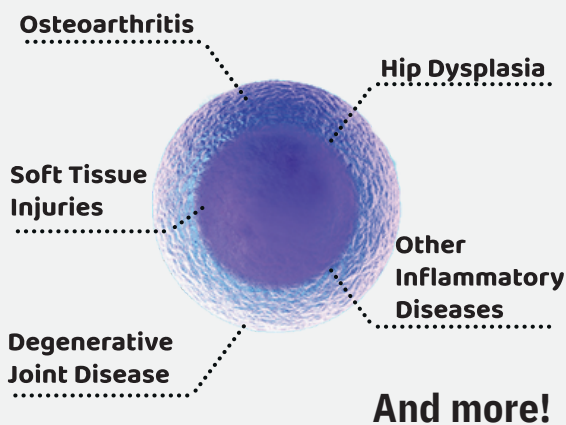 Osteoarthritis
Hip Dysplasia
Soft Tissue
Injuries
Other
Inflammatory
Diseases
Degenerative
Joint Disease
And more!